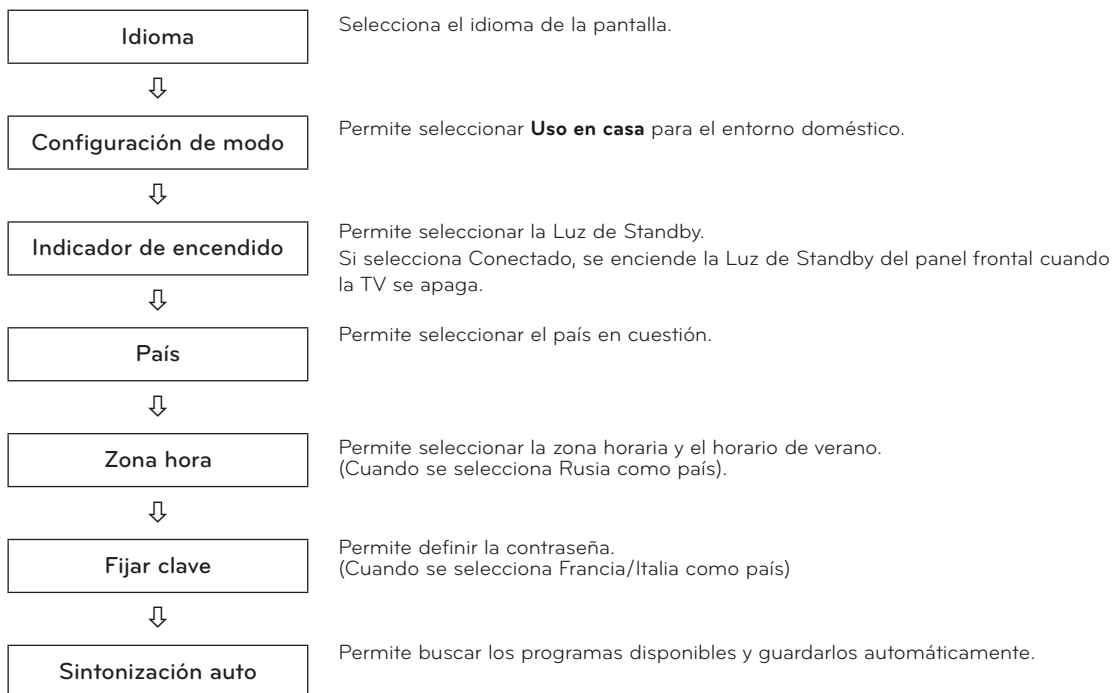 Idioma
Selecciona el idioma de la pantalla.
Configuración de modo
Permite seleccionar Uso en casa para el entorno doméstico.
Indicador de encendido
Permite seleccionar la Luz de Standby.
Si selecciona Conectado, se enciende la Luz de Standby del panel frontal cuando
la TV se apaga.
País
Permite seleccionar el país en cuestión.
Zona hora
Permite seleccionar la zona horaria y el horario de verano.
(Cuando se selecciona Rusia como país).
Fijar clave
Permite definir la contraseña.
(Cuando se selecciona Francia/Italia como país)
Sintonización auto
Permite buscar los programas disponibles y guardarlos automáticamente.